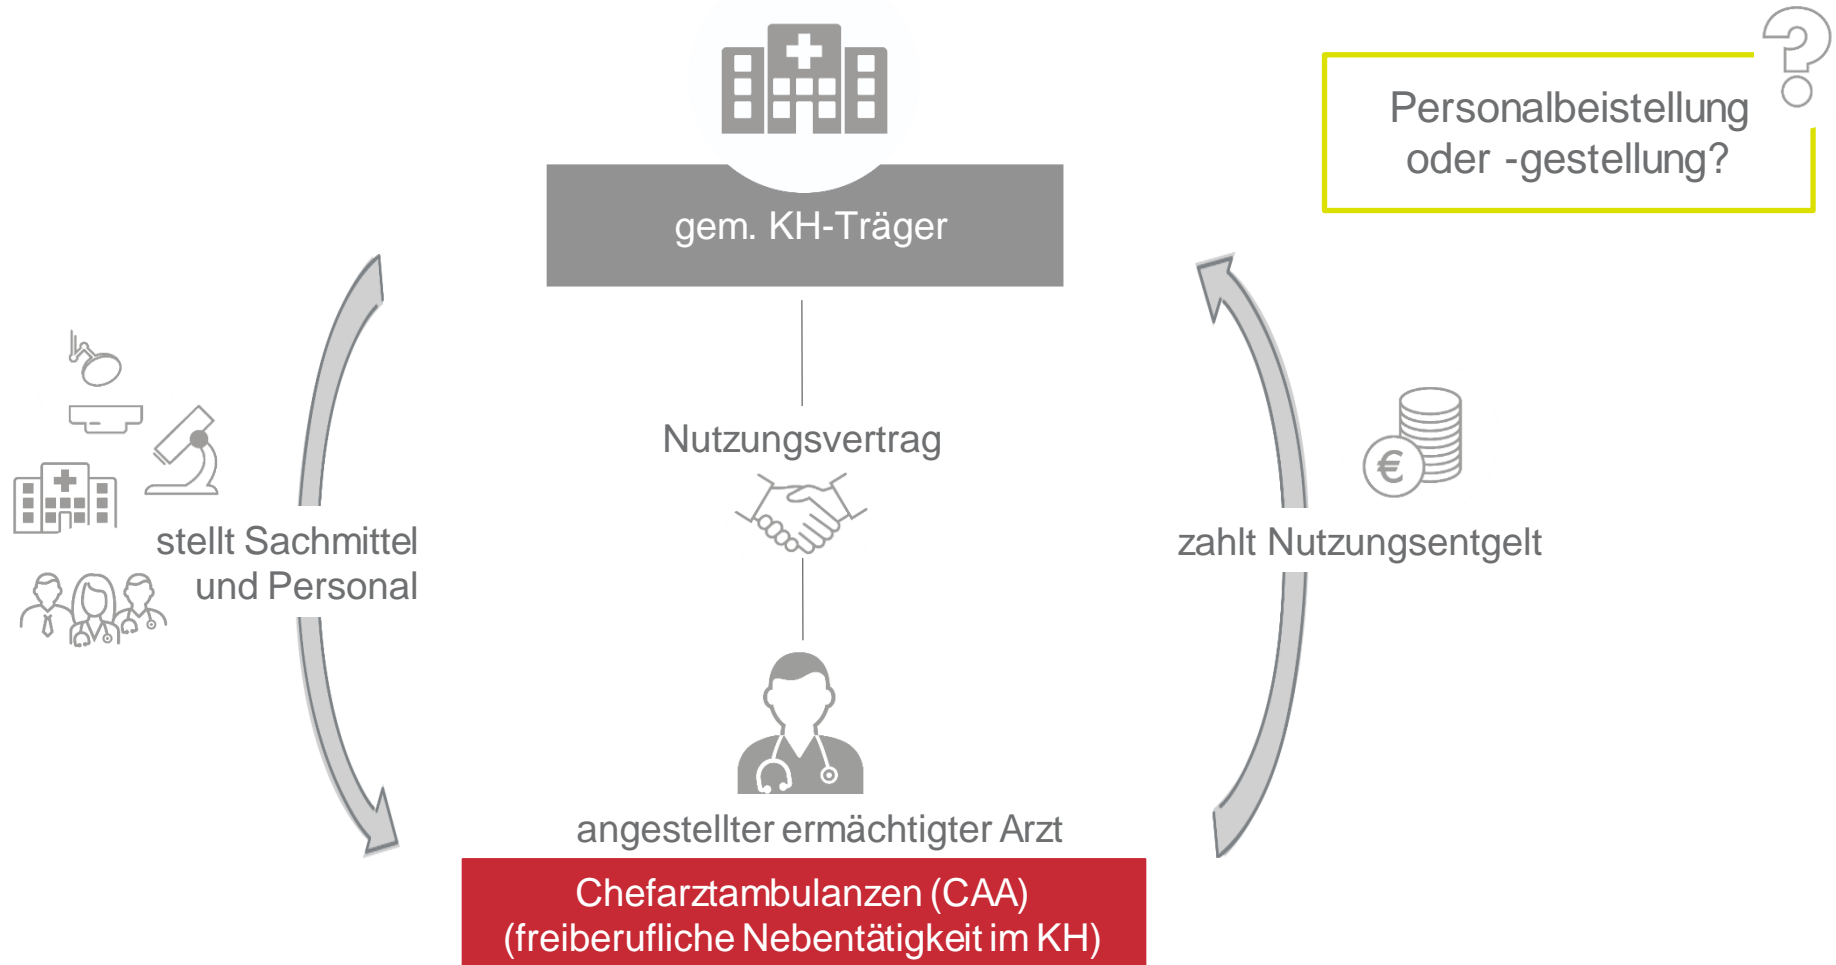 Personalbeistellung
oder -gestellung?
gem. KH-Träger
Nutzungsvertrag
stellt Sachmittel
und Personal
zahlt Nutzungsentgelt
€
angestellter ermächtigter Arzt
Chefarztambulanzen (CAA)
(freiberufliche Nebentätigkeit im KH)